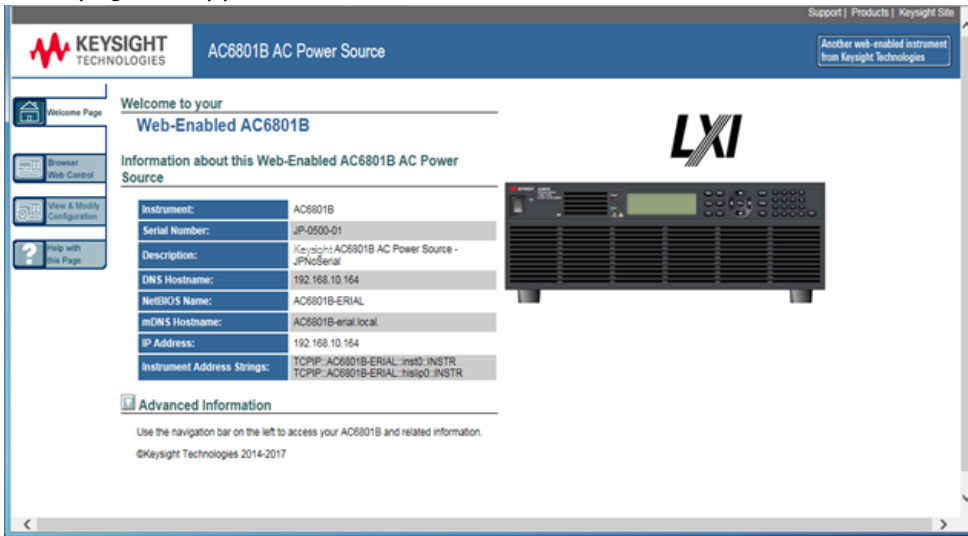 Support | Products | Keysight Site
KEYSIGHT
TECHNOLOGIES
AC6801B AC Power Source
Another web-enabled instrument
from Keysight Technologies
Welcome Page
Browser
Web Control
View & Modify
Configuration
Help with
this Page
Welcome to your
Web-Enabled AC6801B
Information about this Web-Enabled AC6801B AC Power
Source
Instrument: AC6801B
Serial Number: JP-0500-01
Description: Keysight AC6801B AC Power Source -
JPNoSerial
DNS Hostname: 192.168.10.164
NetBIOS Name: AC6801B-ERIAL
mDNS Hostname: AC6801B-erial.local.
IP Address: 192.168.10.164
Instrument Address Strings: TCPIP::AC6801B-ERIAL::inst0::INSTR
TCPIP::AC6801B-ERIAL::hislip0::INSTR
Advanced Information
Use the navigation bar on the left to access your AC6801B and related information.
©Keysight Technologies 2014-2017
LXI